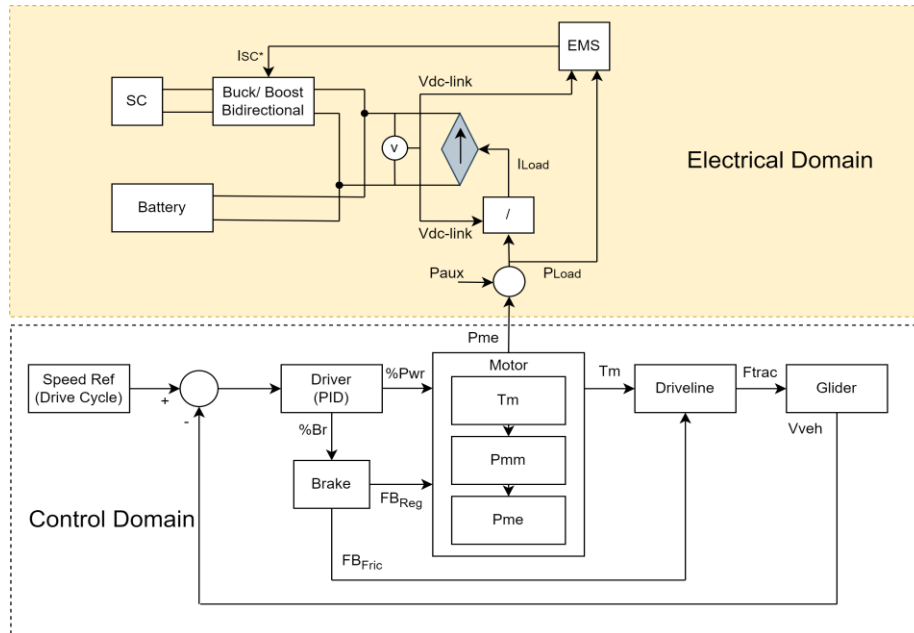 EMS
ISC*
SC
Buck/ Boost
Bidirectional
Vdc-link
V
ILoad
Electrical Domain
Battery
/
Vdc-link
Paux
PLoad
Pme
Speed Ref
(Drive Cycle)
+
-
Driver
(PID)
%Pwr
Motor
Tm
Driveline
Ftrac
Glider
Tm
Vveh
%Br
Pmm
Brake
FBReg
Pme
Control Domain
FBFric